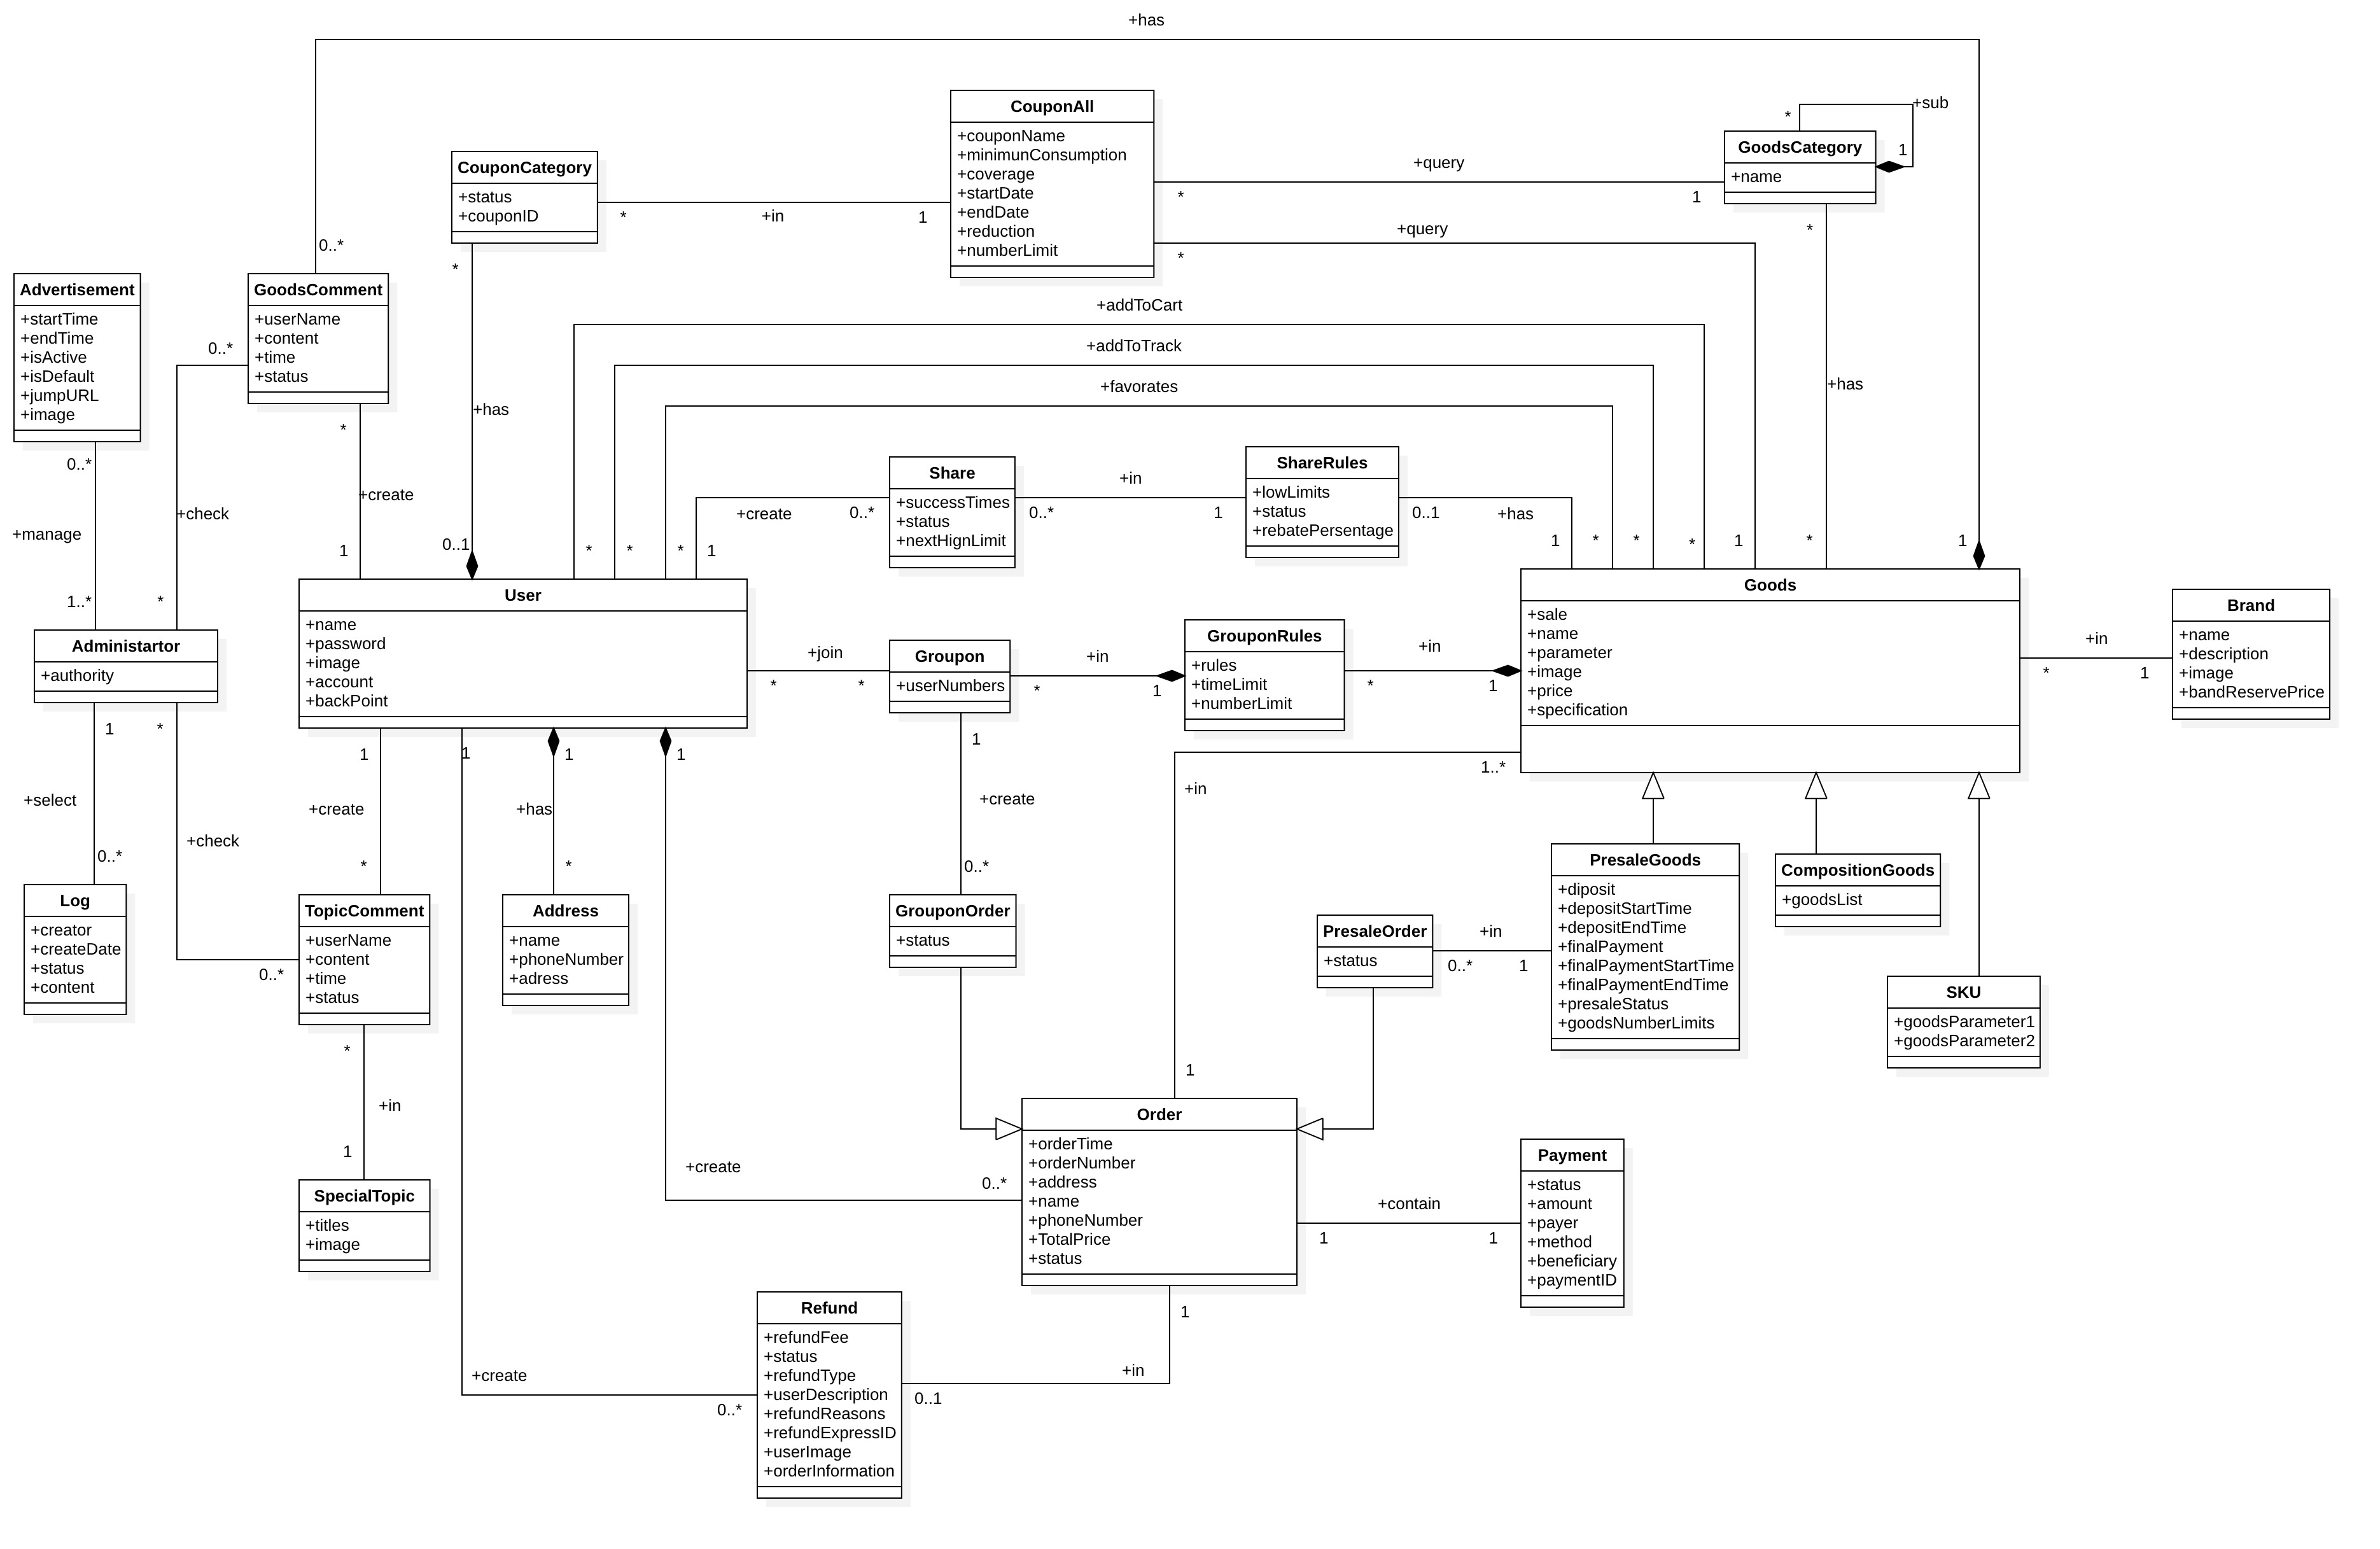 +has
CouponAll
+couponName
+minimunConsumption
+coverage
+startDate
+endDate
+reduction
+numberLimit
+sub
*
1
GoodsCategory
+name
CouponCategory
+status
+couponID
+query
*
1
+in
*
1
+query
*
*
0..*
*
Advertisement
+startTime
+endTime
+isActive
+isDefault
+jumpURL
+image
GoodsComment
+userName
+content
+time
+status
+addToCart
+addToTrack
+favorates
0..*
+has
+has
*
0..*
Share
+successTimes
+status
+nextHignLimit
+in
0..*
1
ShareRules
+lowLimits
+status
+rebatePersentage
+create
+check
+create
0..*
0..1
+has
+manage
1
0..1
*
*
*
1
1
*
*
*
1
*
1
1..*
*
Administartor
+authority
User
+name
+password
+image
+account
+backPoint
+join
*
*
Groupon
+userNumbers
+in
*
1
GrouponRules
+rules
+timeLimit
+numberLimit
+in
*
1
Goods
+sale
+name
+parameter
+image
+price
+specification
+in
*
1
Brand
+name
+description
+image
+bandReservePrice
1
*
1
1
1
1
1
1..*
+select
+check
+create
+has
+create
+in
0..*
*
*
0..*
Log
+creator
+createDate
+status
+content
0..*
TopicComment
+userName
+content
+time
+status
Address
+name
+phoneNumber
+adress
GrouponOrder
+status
PresaleOrder
+status
+in
0..*
1
PresaleGoods
+diposit
+depositStartTime
+depositEndTime
+finalPayment
+finalPaymentStartTime
+finalPaymentEndTime
+presaleStatus
+goodsNumberLimits
CompositionGoods
+goodsList
SKU
+goodsParameter1
+goodsParameter2
*
+in
1
SpecialTopic
+titles
+image
1
+create
0..*
Order
+orderTime
+orderNumber
+address
+name
+phoneNumber
+TotalPrice
+status
+contain
1
1
Payment
+status
+amount
+payer
+method
+beneficiary
+paymentID
1
+create
0..*
Refund
+refundFee
+status
+refundType
+userDescription
+refundReasons
+refundExpressID
+userImage
+orderInformation
+in
0..1